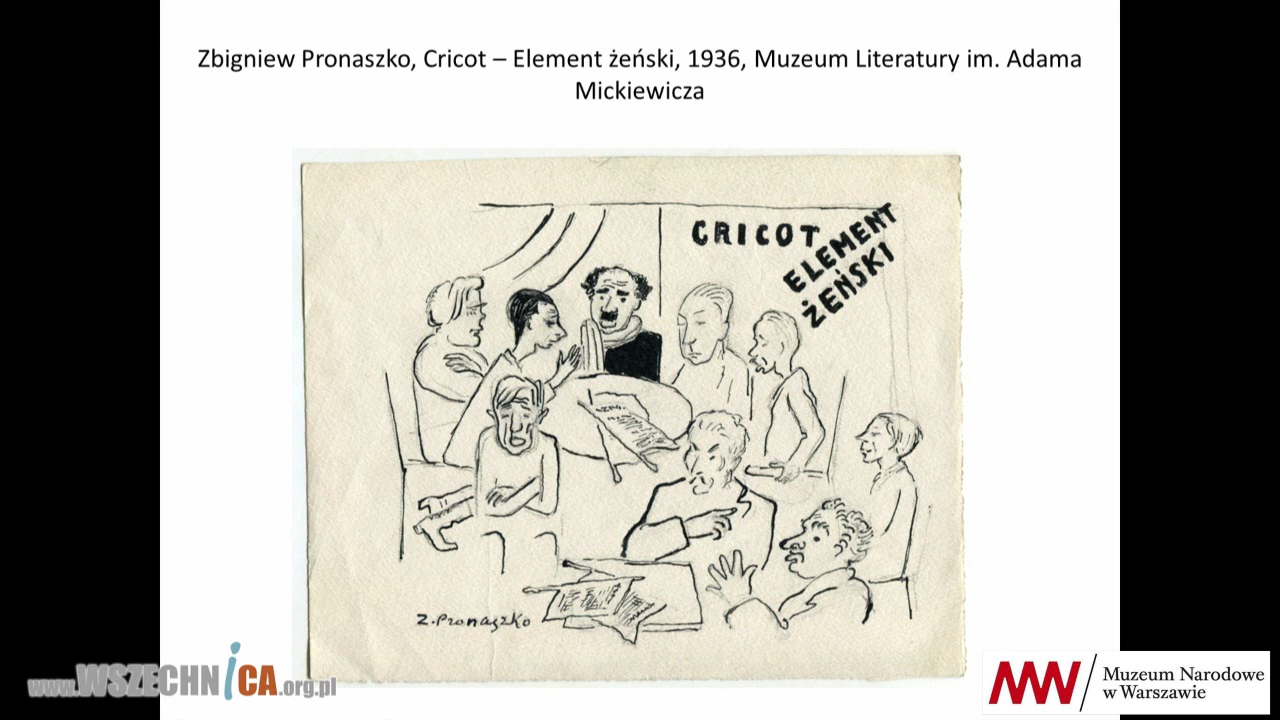 Zbigniew Pronaszko, Cricot – Element żeński, 1936, Muzeum Literatury im. Adama
Mickiewicza
CRICOT
ELEMENT
ŻEŃSKI
Z. Pronaszko
www.WSZECHNICA.org.pl
MW
Muzeum Narodowe
w Warszawie